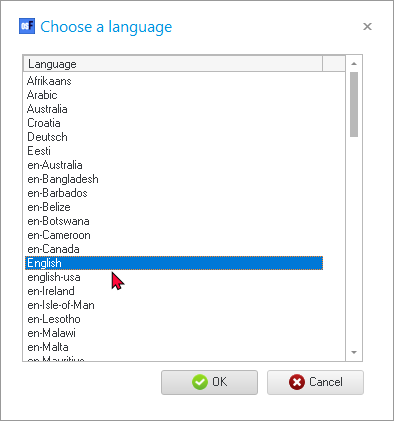 Choose a language
Language
Afrikaans
Arabic
Australia
Croatia
Deutsch
Eesti
en-Australia
en-Bangladesh
en-Barbados
en-Belize
en-Botswana
en-Cameroon
en-Canada
English
english-usa
en-Ireland
en-Isle-of-Man
en-Lesotho
en-Malawi
en-Malta
en-Mauritius
OK
Cancel